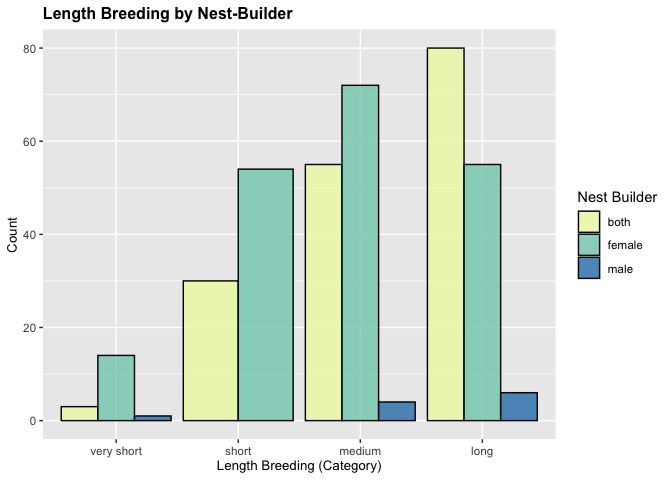 Length Breeding by Nest-Builder
80
60
40
20
0
Count
very short short medium long
Length Breeding (Category)
Nest Builder
both
female
male